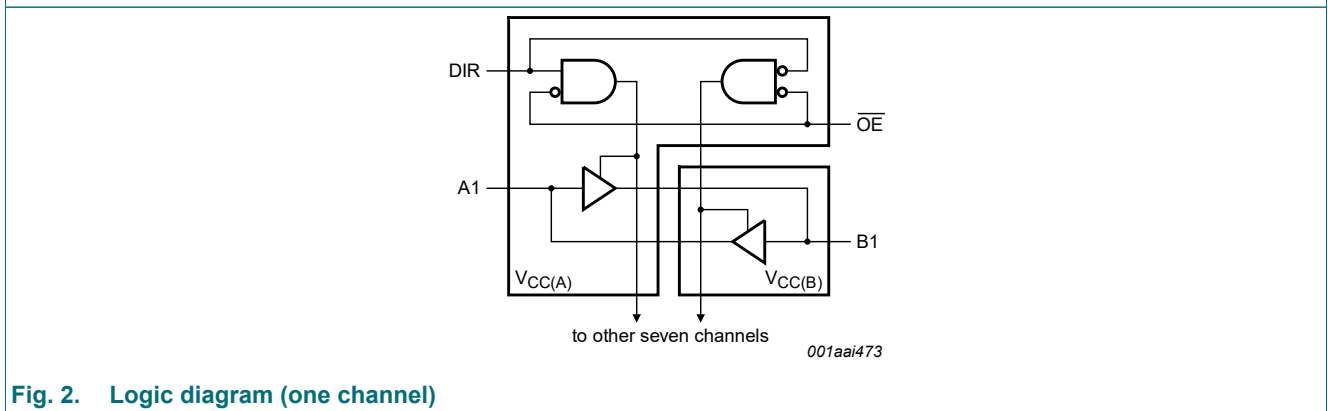 DIR
OE
A1
B1
VCC(A)
VCC(B)
to other seven channels
001aai473
Fig. 2. Logic diagram (one channel)